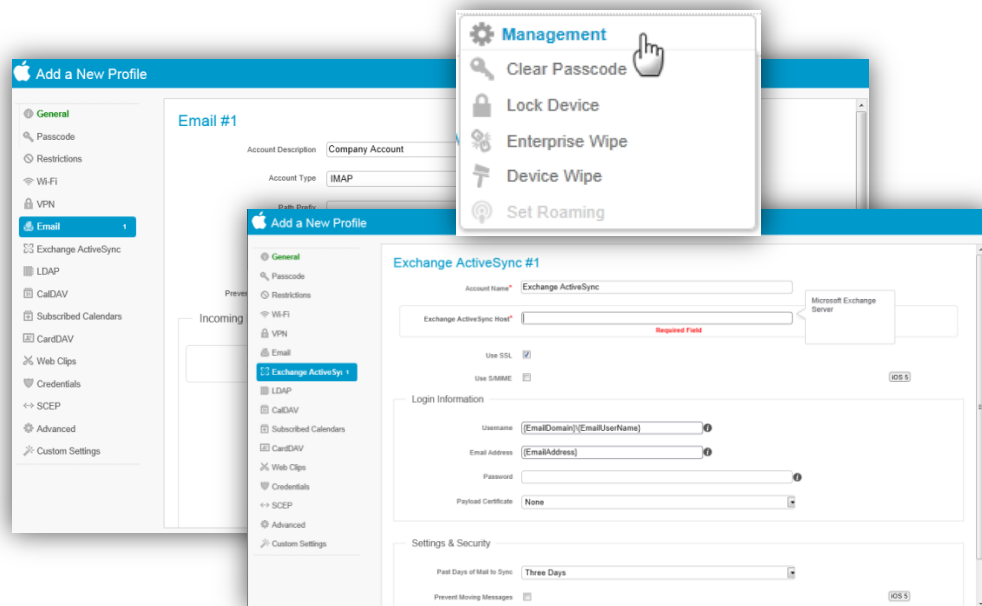 Management
Clear Passcode
Lock Device
Enterprise Wipe
Device Wipe
Set Roaming
Add a New Profile
General
Passcode
Restrictions
Wi-Fi
VPN
Email 1
Exchange ActiveSync
LDAP
CalDAV
Subscribed Calendars
CardDAV
Web Clips
Credentials
SCEP
Advanced
Custom Settings
Email #1
Account Description Company Account
Account Type IMAP
Path Prefix
Incoming
Add a New Profile
General
Passcode
Restrictions
Wi-Fi
VPN
Email
Exchange ActiveSy 1
LDAP
CalDAV
Subscribed Calendars
CardDAV
Web Clips
Credentials
SCEP
Advanced
Custom Settings
Exchange ActiveSync #1
Account Name* Exchange ActiveSync
Exchange ActiveSync Host*
Required Field
Microsoft Exchange
Server
Use SSL
Use S/MIME iOS 5
Login Information
Username {EmailDomain}\{EmailUserName}
Email Address {EmailAddress}
Password
Payload Certificate None
Settings & Security
Past Days of Mail to Sync Three Days
Prevent Moving Messages iOS 5